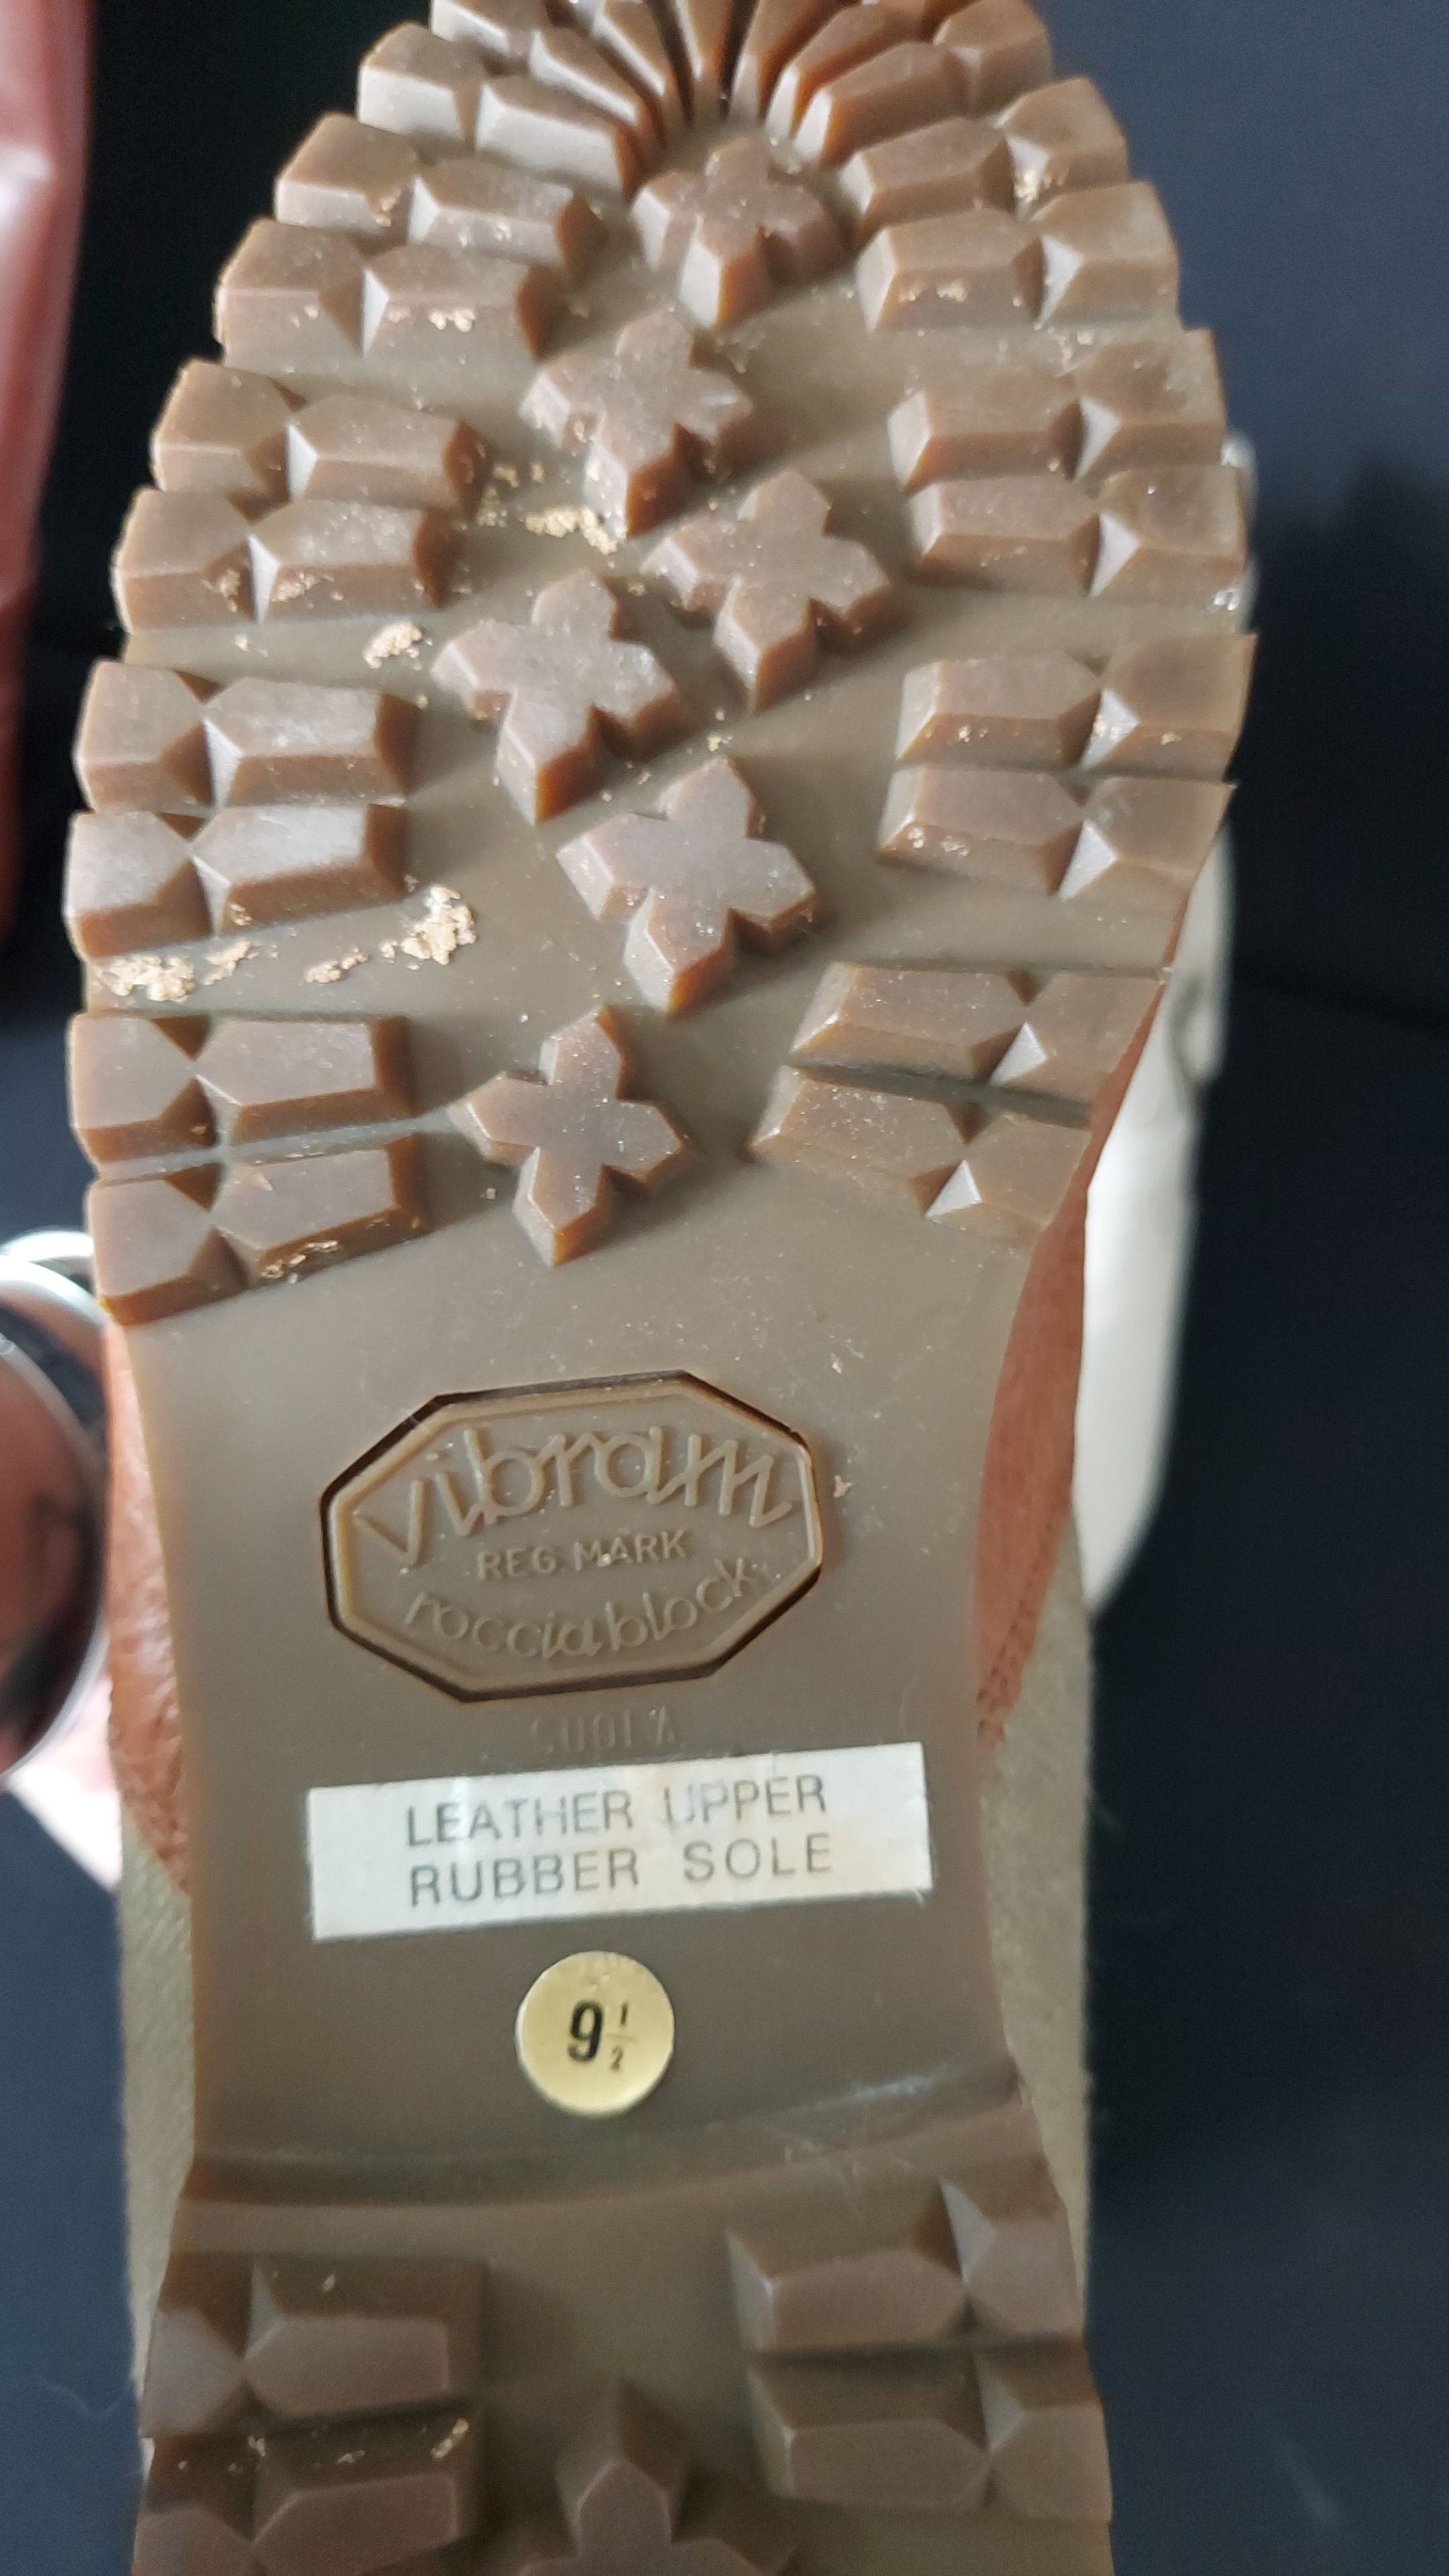 vibram
REG. MARK
roccia block
LEATHER UPPER
RUBBER SOLE
9 1/2